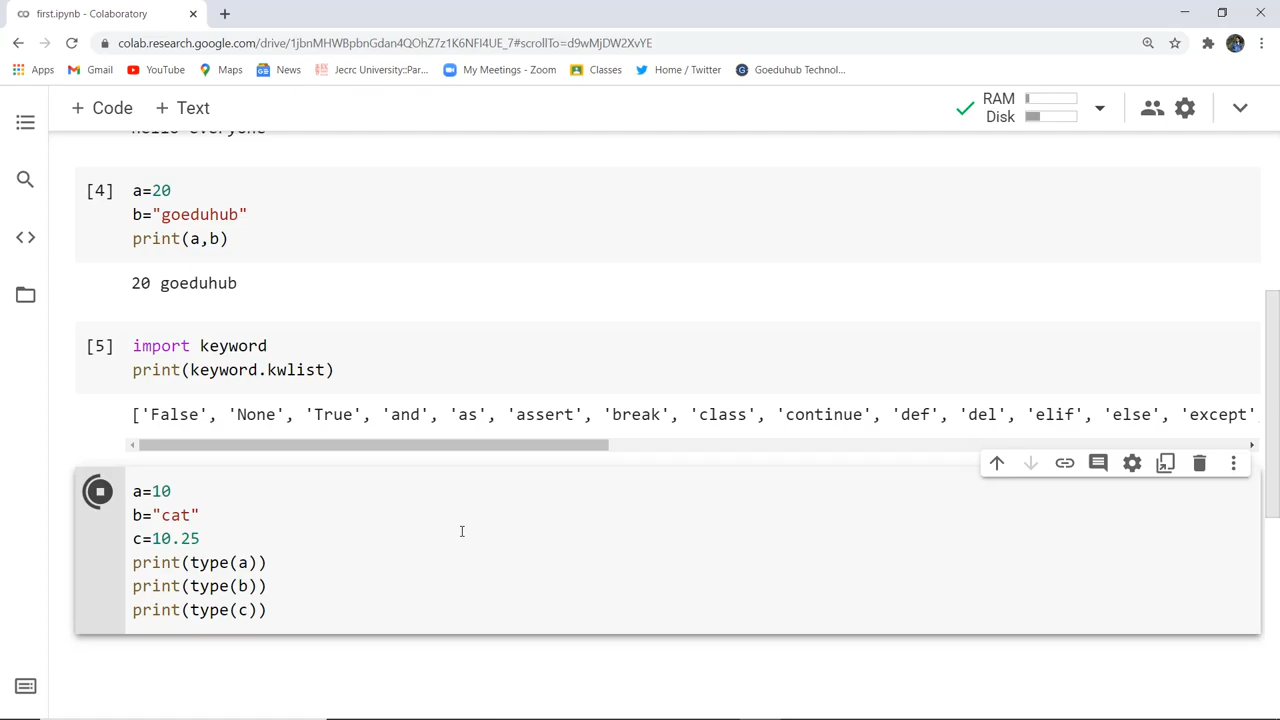 first.ipynb - Colaboratory
colab.research.google.com/drive/1jbnMHWBpbnGdan4QOhZ7z1K6NFI4UE_7#scrollTo=d9wMjDW2XvYE
Apps Gmail YouTube Maps News Jecrc University::Par... My Meetings - Zoom Classes Home / Twitter Goeduhub Technol...
+ Code + Text
RAM
Disk
hello everyone
[4] a=20
b="goeduhub"
print(a,b)
20 goeduhub
[5] import keyword
print(keyword.kwlist)
['False', 'None', 'True', 'and', 'as', 'assert', 'break', 'class', 'continue', 'def', 'del', 'elif', 'else', 'except'
a=10
b="cat"
c=10.25
print(type(a))
print(type(b))
print(type(c))